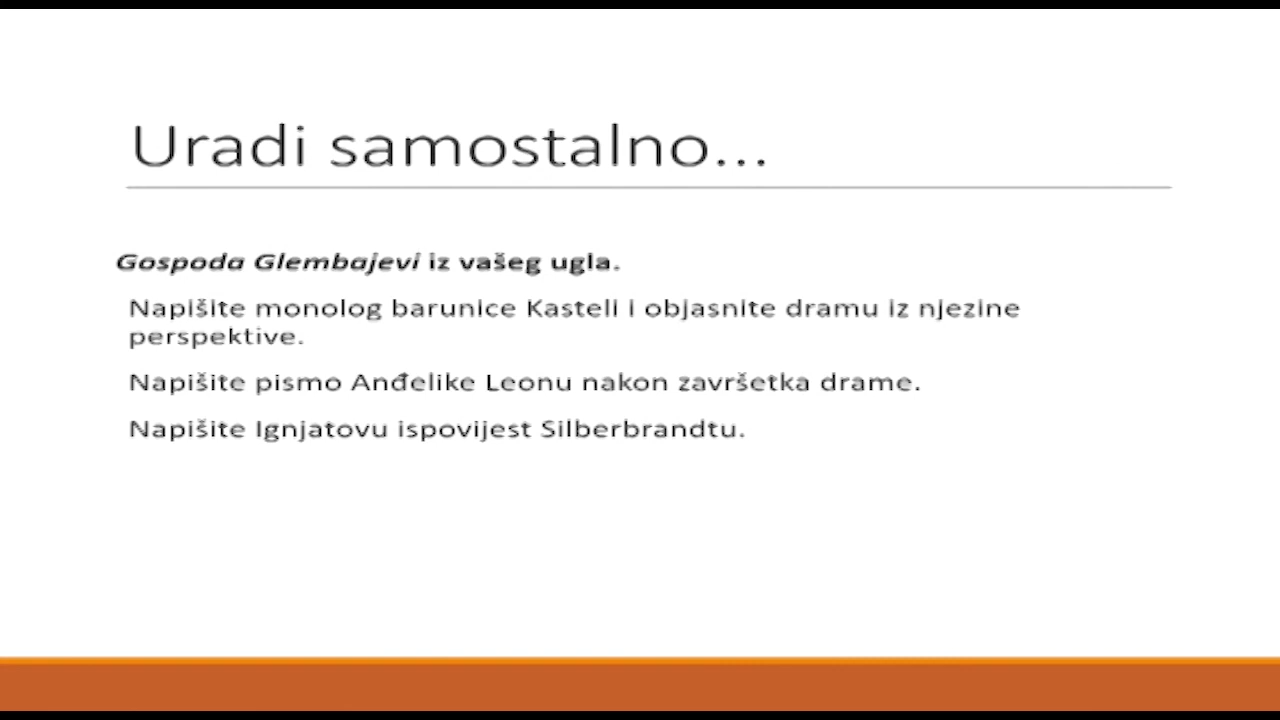 Uradi samostalno...
Gospoda Glembajevi iz vašeg ugla.
Napišite monolog barunice Kasteli i objasnite dramu iz njezine
perspektive.
Napišite pismo Anđelike Leonu nakon završetka drame.
Napišite Ignjatovu ispovijest Silberbrandtu.